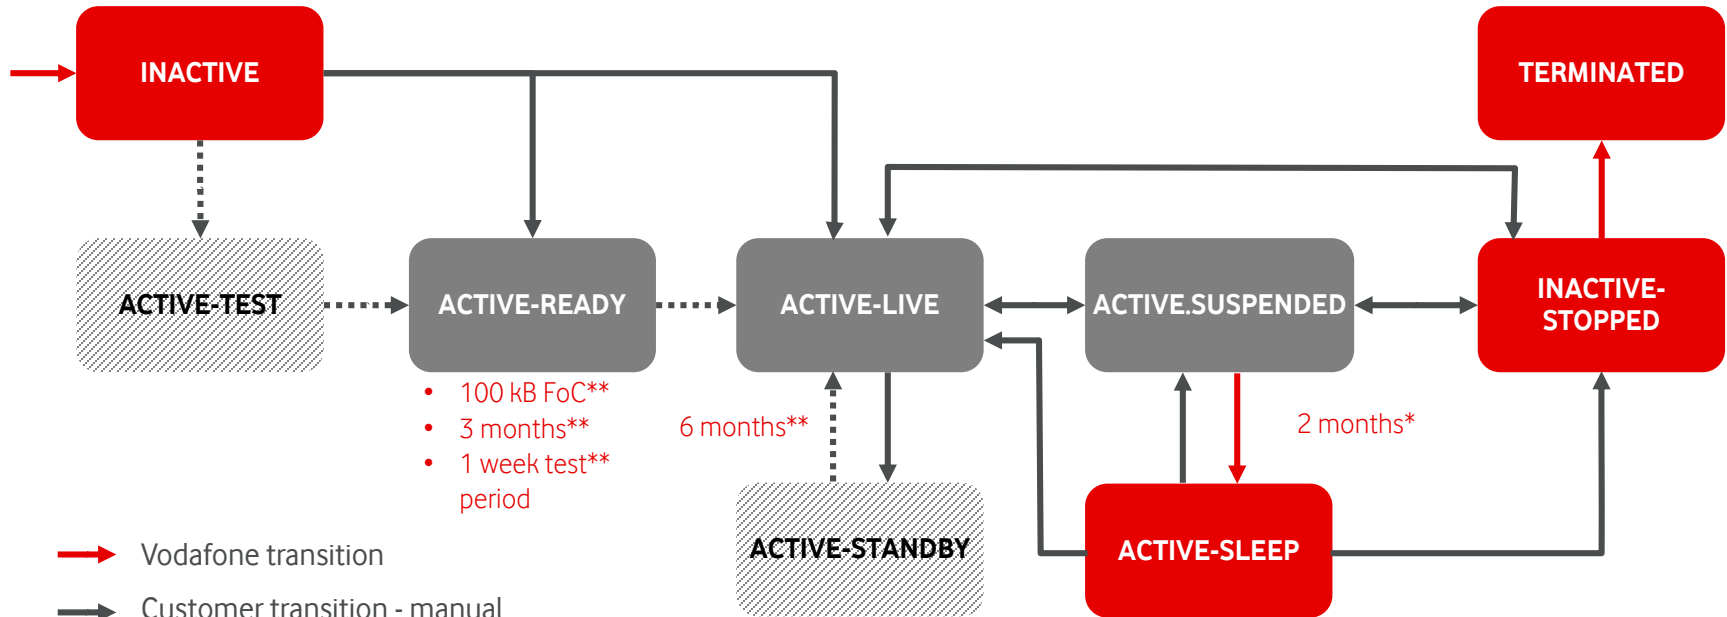 INACTIVE
TERMINATED
ACTIVE-TEST
ACTIVE-READY
ACTIVE-LIVE
ACTIVE.SUSPENDED
INACTIVE-
STOPPED
• 100 kB FoC**
• 3 months**
• 1 week test**
period
6 months**
2 months*
ACTIVE-STANDBY
ACTIVE-SLEEP
Vodafone transition
Customer transition - manual